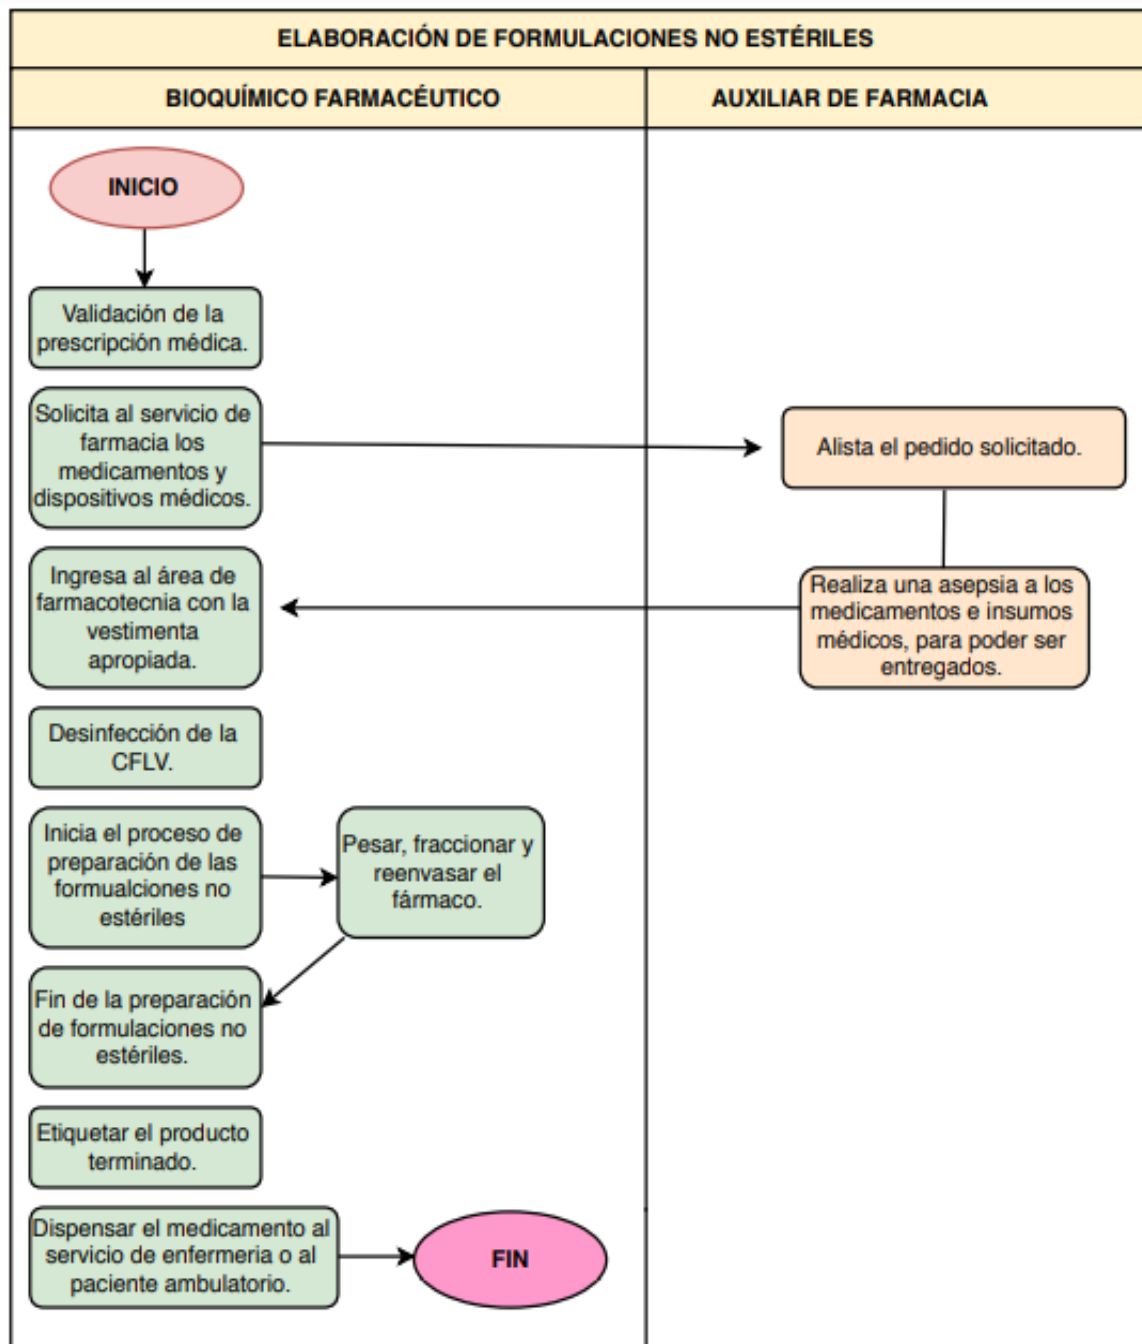 ELABORACIÓN DE FORMULACIONES NO ESTÉRILES
BIOQUÍMICO FARMACÉUTICO
AUXILIAR DE FARMACIA
INICIO
Validación de la
prescripción médica.
Solicita al servicio de
farmacia los
medicamentos y
dispositivos médicos.
Alista el pedido solicitado.
Realiza una asepsia a los
medicamentos e insumos
médicos, para poder ser
entregados.
Ingresa al área de
farmacotecnia con la
vestimenta
apropiada.
Desinfección de la
CFLV.
Inicia el proceso de
preparación de las
formualciones no
estériles
Pesar, fraccionar y
reenvasar el
fármaco.
Fin de la preparación
de formulaciones no
estériles.
Etiquetar el producto
terminado.
Dispensar el medicamento al
servicio de enfermeria o al
paciente ambulatorio.
FIN